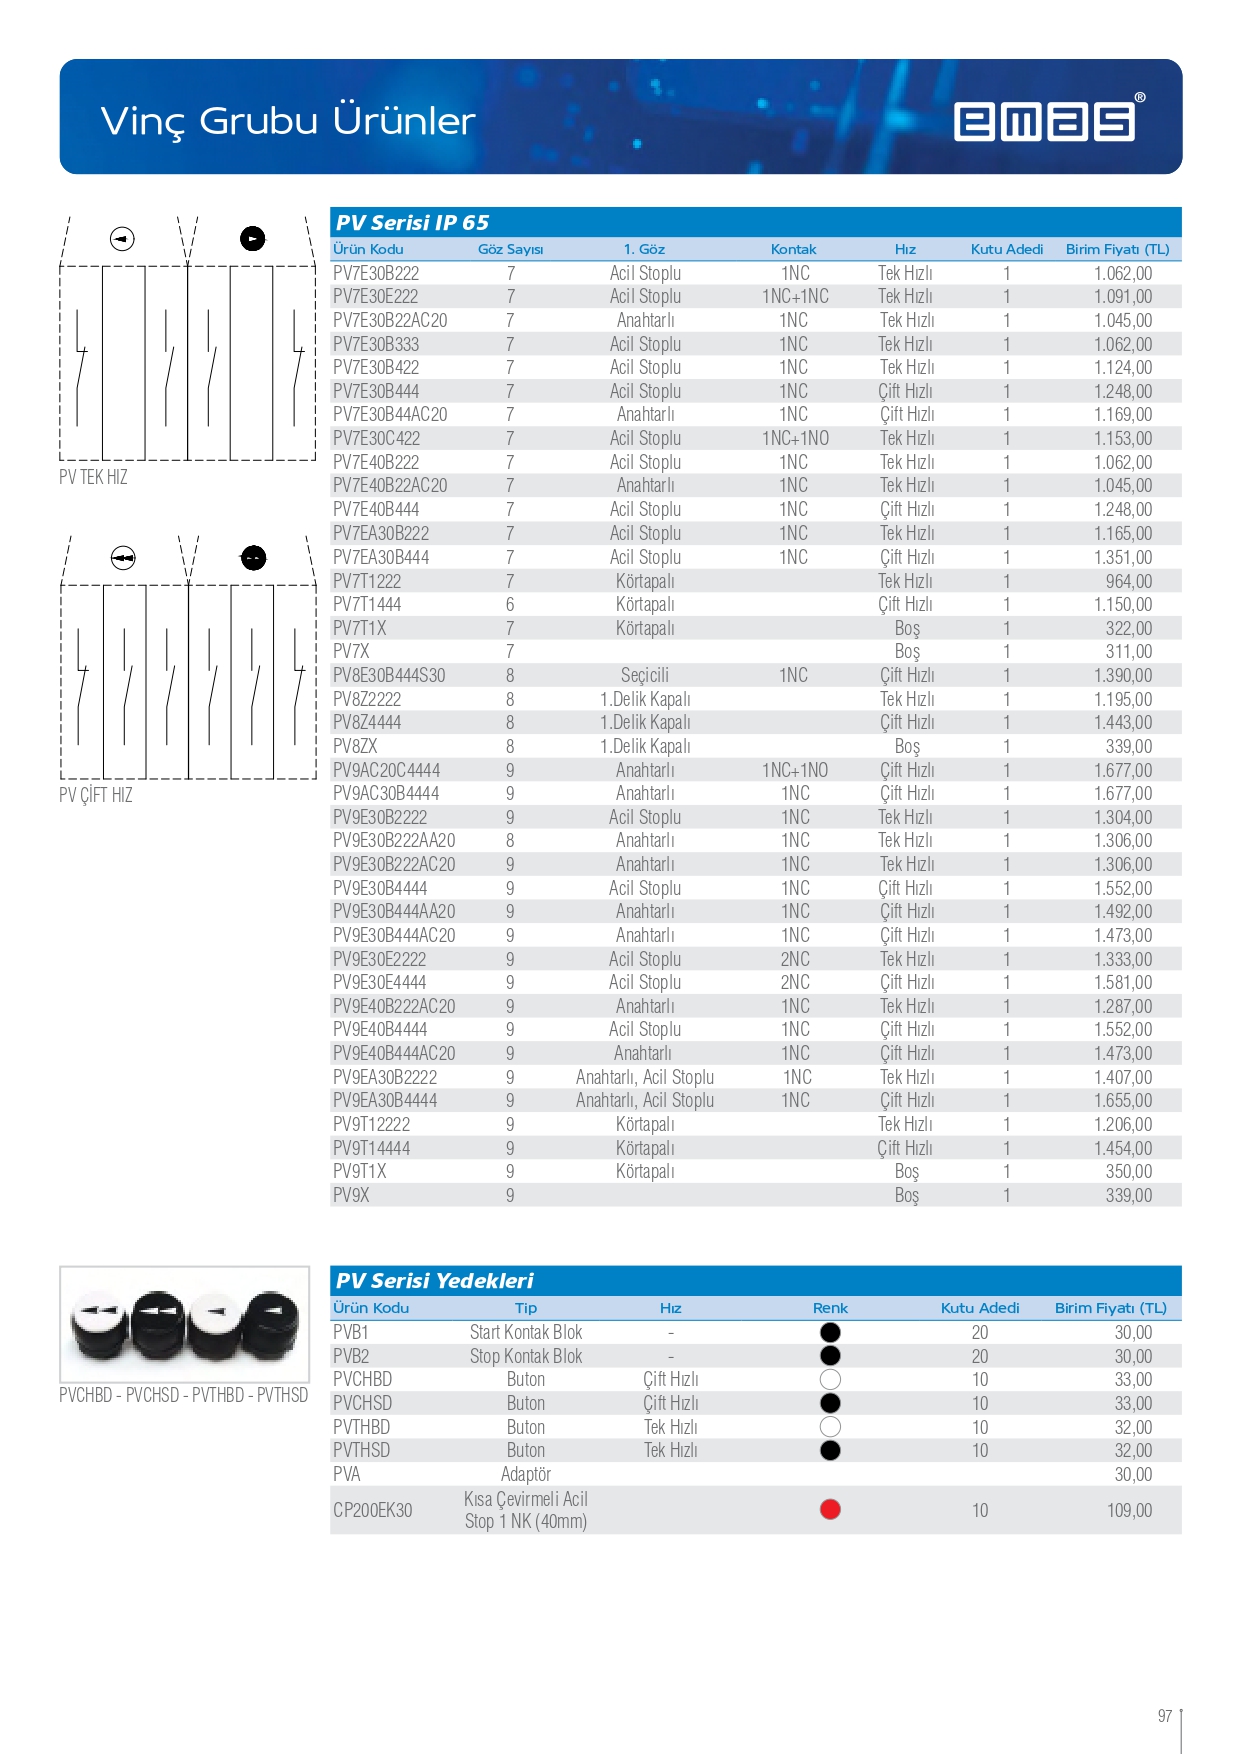 Vinç Grubu Ürünler
emas®
PV TEK HIZ
PV ÇİFT HIZ
PV Serisi IP 65
Ürün Kodu Göz Sayısı 1. Göz Kontak Hız Kutu Adedi Birim Fiyatı (TL)
PV7E30B222 7 Acil Stoplu 1NC Tek Hızlı 1 1.062,00
PV7E30E222 7 Acil Stoplu 1NC+1NC Tek Hızlı 1 1.091,00
PV7E30B22AC20 7 Anahtarlı 1NC Tek Hızlı 1 1.045,00
PV7E30B333 7 Acil Stoplu 1NC Tek Hızlı 1 1.062,00
PV7E30B422 7 Acil Stoplu 1NC Tek Hızlı 1 1.124,00
PV7E30B444 7 Acil Stoplu 1NC Çift Hızlı 1 1.248,00
PV7E30B44AC20 7 Anahtarlı 1NC Çift Hızlı 1 1.169,00
PV7E30C422 7 Acil Stoplu 1NC+1NO Tek Hızlı 1 1.153,00
PV7E40B222 7 Acil Stoplu 1NC Tek Hızlı 1 1.062,00
PV7E40B22AC20 7 Anahtarlı 1NC Tek Hızlı 1 1.045,00
PV7E40B444 7 Acil Stoplu 1NC Çift Hızlı 1 1.248,00
PV7EA30B222 7 Acil Stoplu 1NC Tek Hızlı 1 1.165,00
PV7EA30B444 7 Acil Stoplu 1NC Çift Hızlı 1 1.351,00
PV7T1222 7 Körtapalı Tek Hızlı 1 964,00
PV7T1444 6 Körtapalı Çift Hızlı 1 1.150,00
PV7T1X 7 Körtapalı Boş 1 322,00
PV7X 7 Boş 1 311,00
PV8E30B444S30 8 Seçicili 1NC Çift Hızlı 1 1.390,00
PV8Z2222 8 1.Delik Kapalı Tek Hızlı 1 1.195,00
PV8Z4444 8 1.Delik Kapalı Çift Hızlı 1 1.443,00
PV8ZX 8 1.Delik Kapalı Boş 1 339,00
PV9AC20C4444 9 Anahtarlı 1NC+1NO Çift Hızlı 1 1.677,00
PV9AC30B4444 9 Anahtarlı 1NC Çift Hızlı 1 1.677,00
PV9E30B2222 9 Acil Stoplu 1NC Tek Hızlı 1 1.304,00
PV9E30B222AA20 8 Anahtarlı 1NC Tek Hızlı 1 1.306,00
PV9E30B222AC20 9 Anahtarlı 1NC Tek Hızlı 1 1.306,00
PV9E30B4444 9 Acil Stoplu 1NC Çift Hızlı 1 1.552,00
PV9E30B444AA20 9 Anahtarlı 1NC Çift Hızlı 1 1.492,00
PV9E30B444AC20 9 Anahtarlı 1NC Çift Hızlı 1 1.473,00
PV9E30E2222 9 Acil Stoplu 2NC Tek Hızlı 1 1.333,00
PV9E30E4444 9 Acil Stoplu 2NC Çift Hızlı 1 1.581,00
PV9E40B222AC20 9 Anahtarlı 1NC Tek Hızlı 1 1.287,00
PV9E40B4444 9 Acil Stoplu 1NC Çift Hızlı 1 1.552,00
PV9E40B444AC20 9 Anahtarlı 1NC Çift Hızlı 1 1.473,00
PV9EA30B2222 9 Anahtarlı, Acil Stoplu 1NC Tek Hızlı 1 1.407,00
PV9EA30B4444 9 Anahtarlı, Acil Stoplu 1NC Çift Hızlı 1 1.655,00
PV9T12222 9 Körtapalı Tek Hızlı 1 1.206,00
PV9T14444 9 Körtapalı Çift Hızlı 1 1.454,00
PV9T1X 9 Körtapalı Boş 1 350,00
PV9X 9 Boş 1 339,00
PVCHBD - PVCHSD - PVTHBD - PVTHSD
PV Serisi Yedekleri
Ürün Kodu Tip Hız Renk Kutu Adedi Birim Fiyatı (TL)
PVB1 Start Kontak Blok - 20 30,00
PVB2 Stop Kontak Blok - 20 30,00
PVCHBD Buton Çift Hızlı 10 33,00
PVCHSD Buton Çift Hızlı 10 33,00
PVTHBD Buton Tek Hızlı 10 32,00
PVTHSD Buton Tek Hızlı 10 32,00
PVA Adaptör 30,00
CP200EK30 Kısa Çevirmeli Acil 10 109,00
Stop 1 NK (40mm)
97